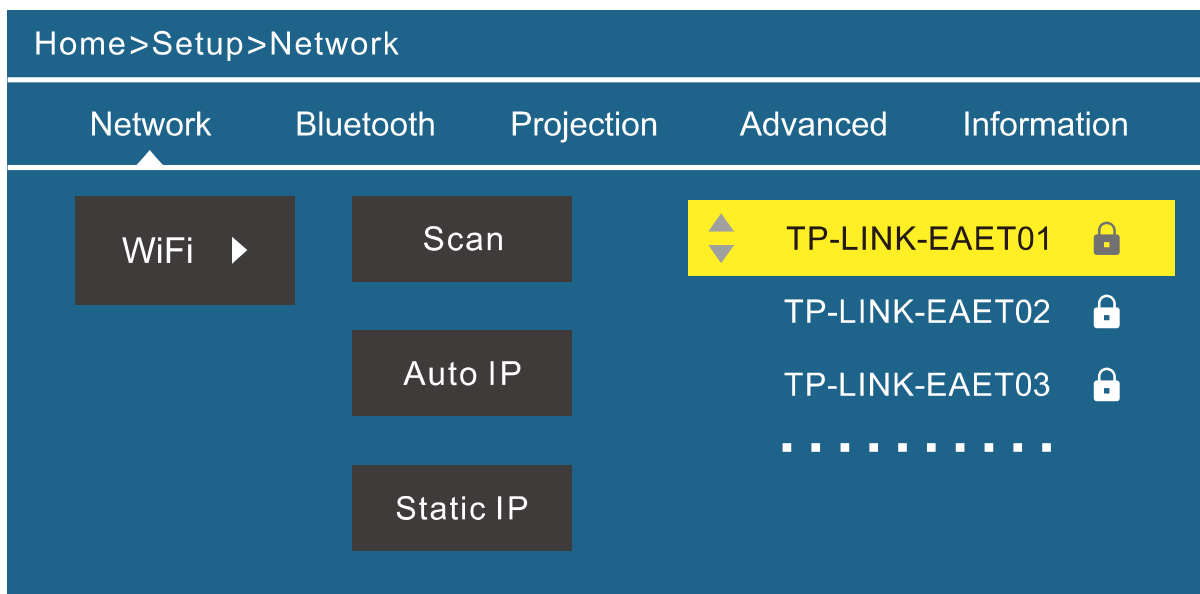 Home>Setup>Network
Network Bluetooth Projection Advanced Information
WiFi Scan TP-LINK-EAET01
TP-LINK-EAET02
Auto IP TP-LINK-EAET03
Static IP